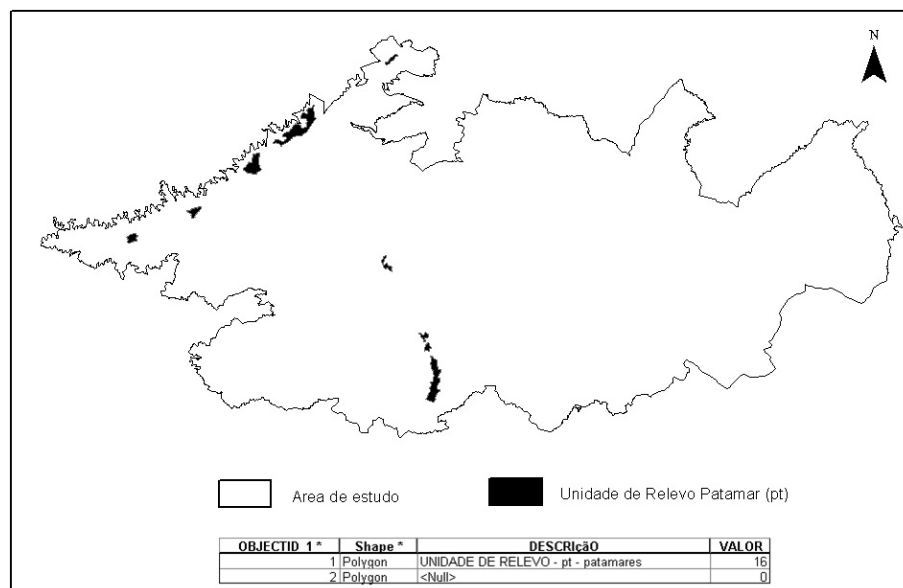 N
Area de estudo
Unidade de Relevo Patamar (pt)
OBJECTID_1 * Shape * DESCRIçãO VALOR
1 Polygon UNIDADE DE RELEVO - pt - patamares 16
2 Polygon <Null> 0